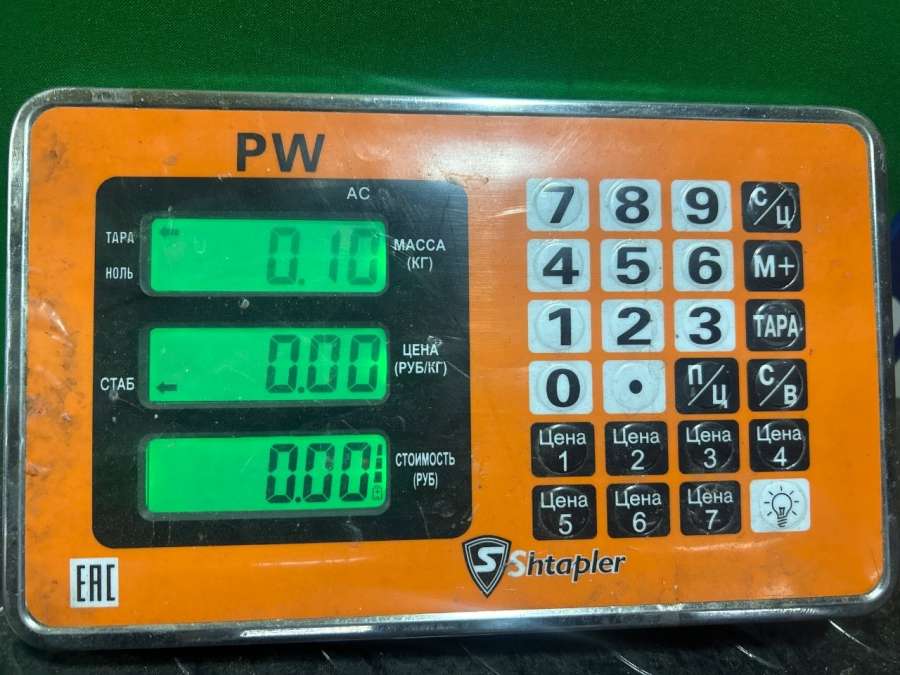 PW
AC
ТАРА
НОЛЬ
0.10
МАССА
(КГ)
СТАБ
0.00
ЦЕНА
(РУБ/КГ)
0.00
СТОИМОСТЬ
(РУБ)
7 8 9 С/Ц
4 5 6 М+
1 2 3 ТАРА
0 . П/Ц С/В
Цена 1 Цена 2 Цена 3 Цена 4
Цена 5 Цена 6 Цена 7
EAC
S Shtapler